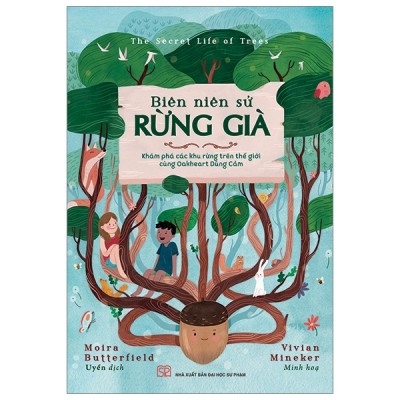 The Secret Life of Trees
Biên niên sử
RỪNG GIÀ
Khám phá các khu rừng trên thế giới
cùng Oakheart Dũng Cảm
Moira
Butterfield
Uyển dịch
Vivian
Mineker
Minh hoạ
NHÀ XUẤT BẢN ĐẠI HỌC SƯ PHẠM